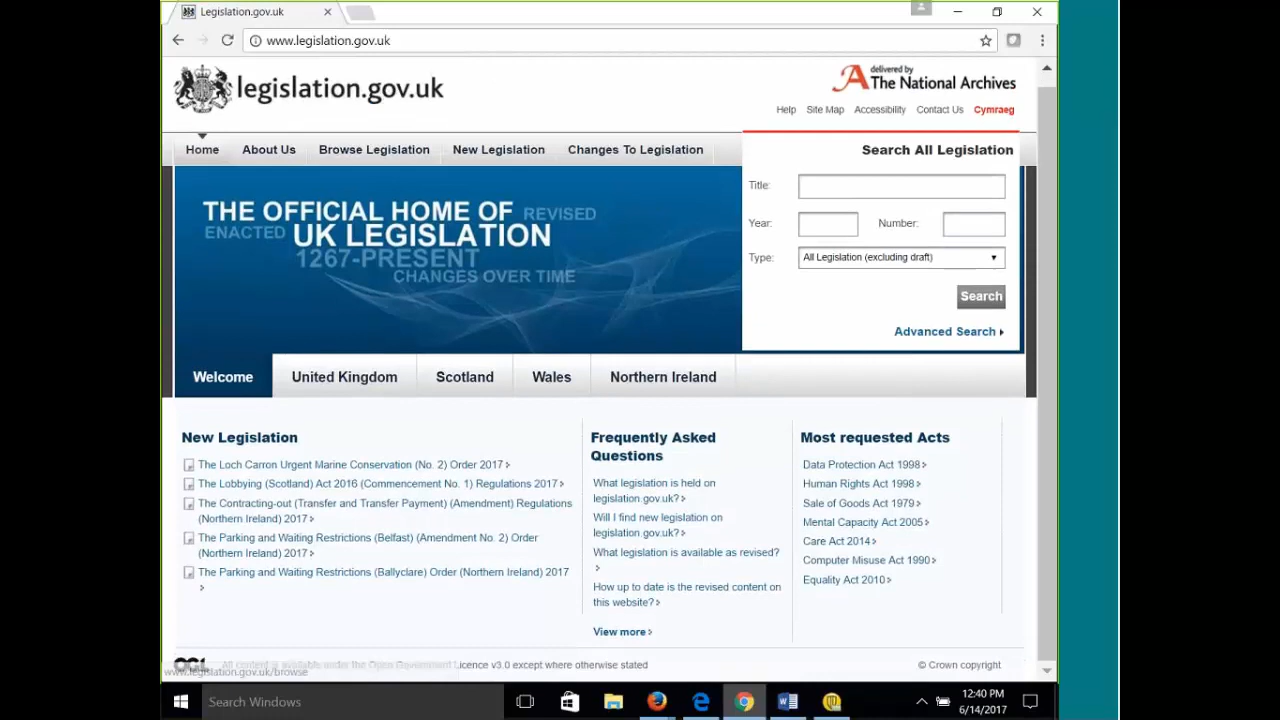 Legislation.gov.uk
www.legislation.gov.uk
legislation.gov.uk
delivered by
The National Archives
Help Site Map Accessibility Contact Us Cymraeg
Home About Us Browse Legislation New Legislation Changes To Legislation
Search All Legislation
THE OFFICIAL HOME OF REVISED
ENACTED UK LEGISLATION
1267-PRESENT
CHANGES OVER TIME
Title:
Year: Number:
Type: All Legislation (excluding draft)
Search
Advanced Search
Welcome United Kingdom Scotland Wales Northern Ireland
New Legislation
The Loch Carron Urgent Marine Conservation (No. 2) Order 2017
The Lobbying (Scotland) Act 2016 (Commencement No. 1) Regulations 2017
The Contracting-out (Transfer and Transfer Payment) (Amendment) Regulations
(Northern Ireland) 2017
The Parking and Waiting Restrictions (Belfast) (Amendment No. 2) Order
(Northern Ireland) 2017
The Parking and Waiting Restrictions (Ballyclare) Order (Northern Ireland) 2017
Frequently Asked
Questions
What legislation is held on
legislation.gov.uk?
Will I find new legislation on
legislation.gov.uk?
What legislation is available as revised?
How up to date is the revised content on
this website?
View more
Most requested Acts
Data Protection Act 1998
Human Rights Act 1998
Sale of Goods Act 1979
Mental Capacity Act 2005
Care Act 2014
Computer Misuse Act 1990
Equality Act 2010
OGL All content is available under the Open Government Licence v3.0 except where otherwise stated
© Crown copyright
www.legislation.gov.uk/browse
Search Windows
12:40 PM
6/14/2017